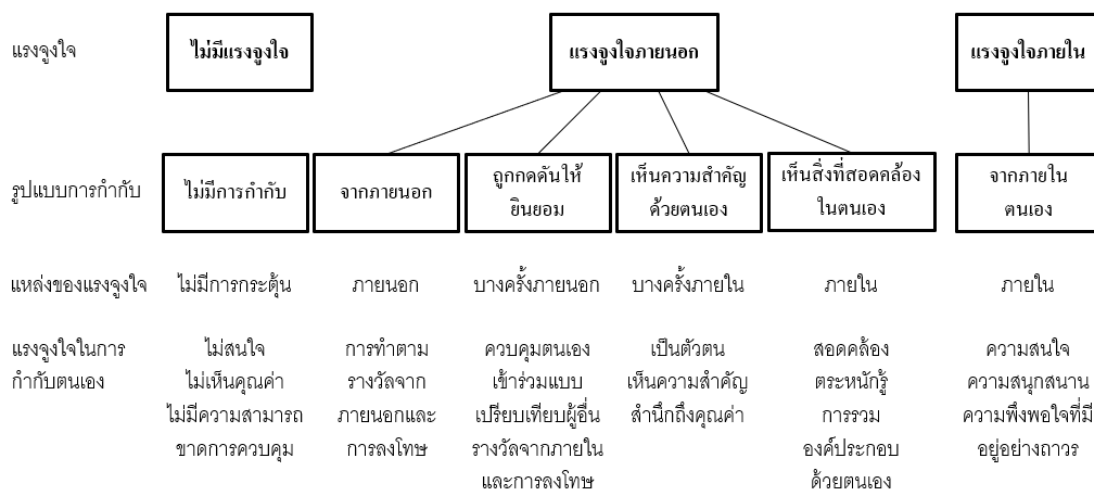 แรงจูงใจ ไม่มีแรงจูงใจ แรงจูงใจภายนอก แรงจูงใจภายใน
รูปแบบการกำกับ ไม่มีการกำกับ จากภายนอก ถูกกดดันให้ เห็นความสำคัญ เห็นสิ่งที่สอดคล้อง จากภายใน
ยินยอม ด้วยตนเอง ในตนเอง ตนเอง
แหล่งของแรงจูงใจ ไม่มีการกระตุ้น ภายนอก บางครั้งภายนอก บางครั้งภายใน ภายใน ภายใน
แรงจูงใจในการ ไม่สนใจ การทำตาม ควบคุมตนเอง เป็นตัวตน สอดคล้อง ความสนใจ
กำกับตนเอง ไม่เห็นคุณค่า รางวัลจาก เข้าร่วมแบบ เห็นความสำคัญ ตระหนักรู้ ความสนุกสนาน
ไม่มีความสามารถ ภายนอกและ เปรียบเทียบผู้อื่น สำนึกถึงคุณค่า การรวม ความพึงพอใจที่มี
ขาดการควบคุม การลงโทษ รางวัลจากภายใน องค์ประกอบ อยู่อย่างถาวร
และการลงโทษ ด้วยตนเอง